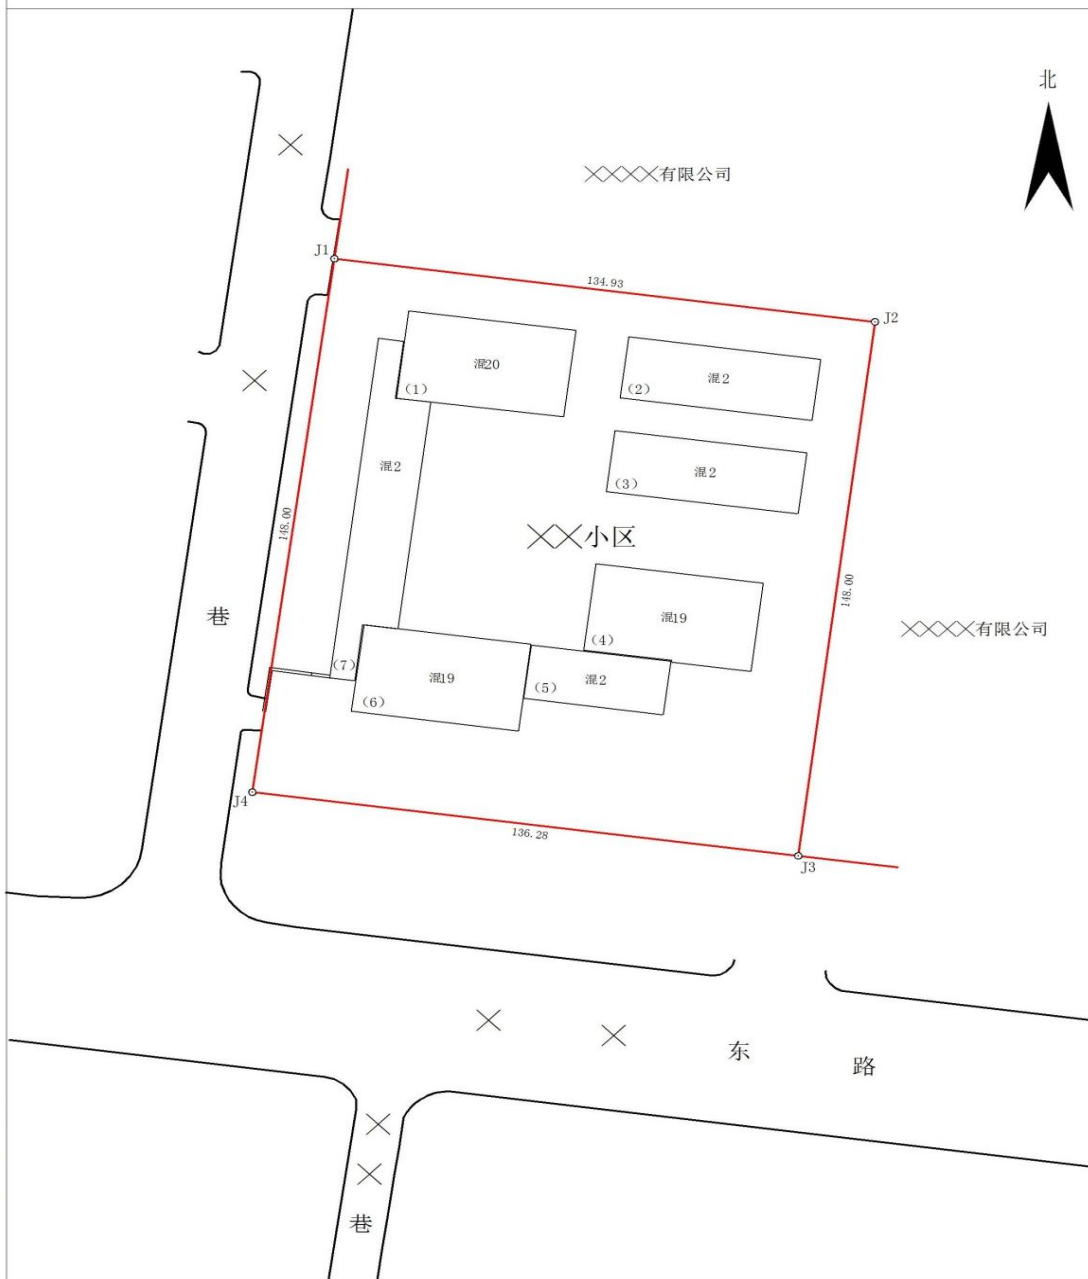 北
××
××××有限公司
J1
134.93
J2
混20
(1)
混2
(2)
混2
混2
(3)
148.00
××小区
148.00
巷
混19
(4)
××××有限公司
(7)
混19
(6)
混2
(5)
J4
136.28
J3
××东路
××巷